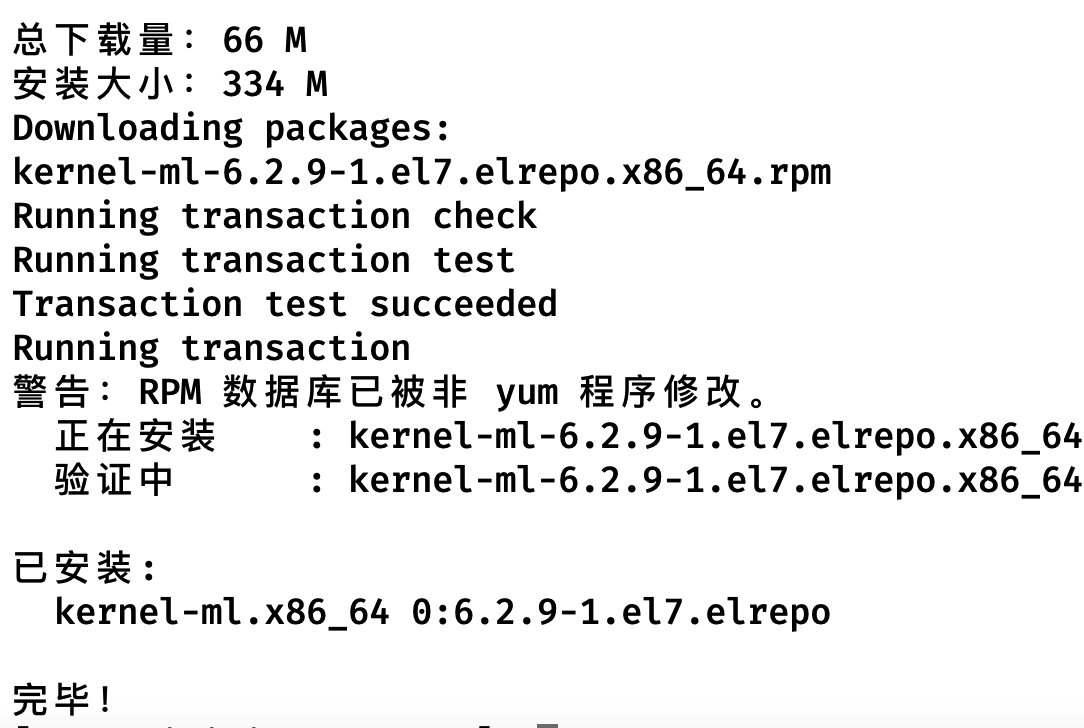 总下载量：66 M
安装大小：334 M
Downloading packages:
kernel-ml-6.2.9-1.el7.elrepo.x86_64.rpm
Running transaction check
Running transaction test
Transaction test succeeded
Running transaction
警告：RPM 数据库已被非 yum 程序修改。
  正在安装    : kernel-ml-6.2.9-1.el7.elrepo.x86_64
  验证中      : kernel-ml-6.2.9-1.el7.elrepo.x86_64
已安装:
  kernel-ml.x86_64 0:6.2.9-1.el7.elrepo
完毕！